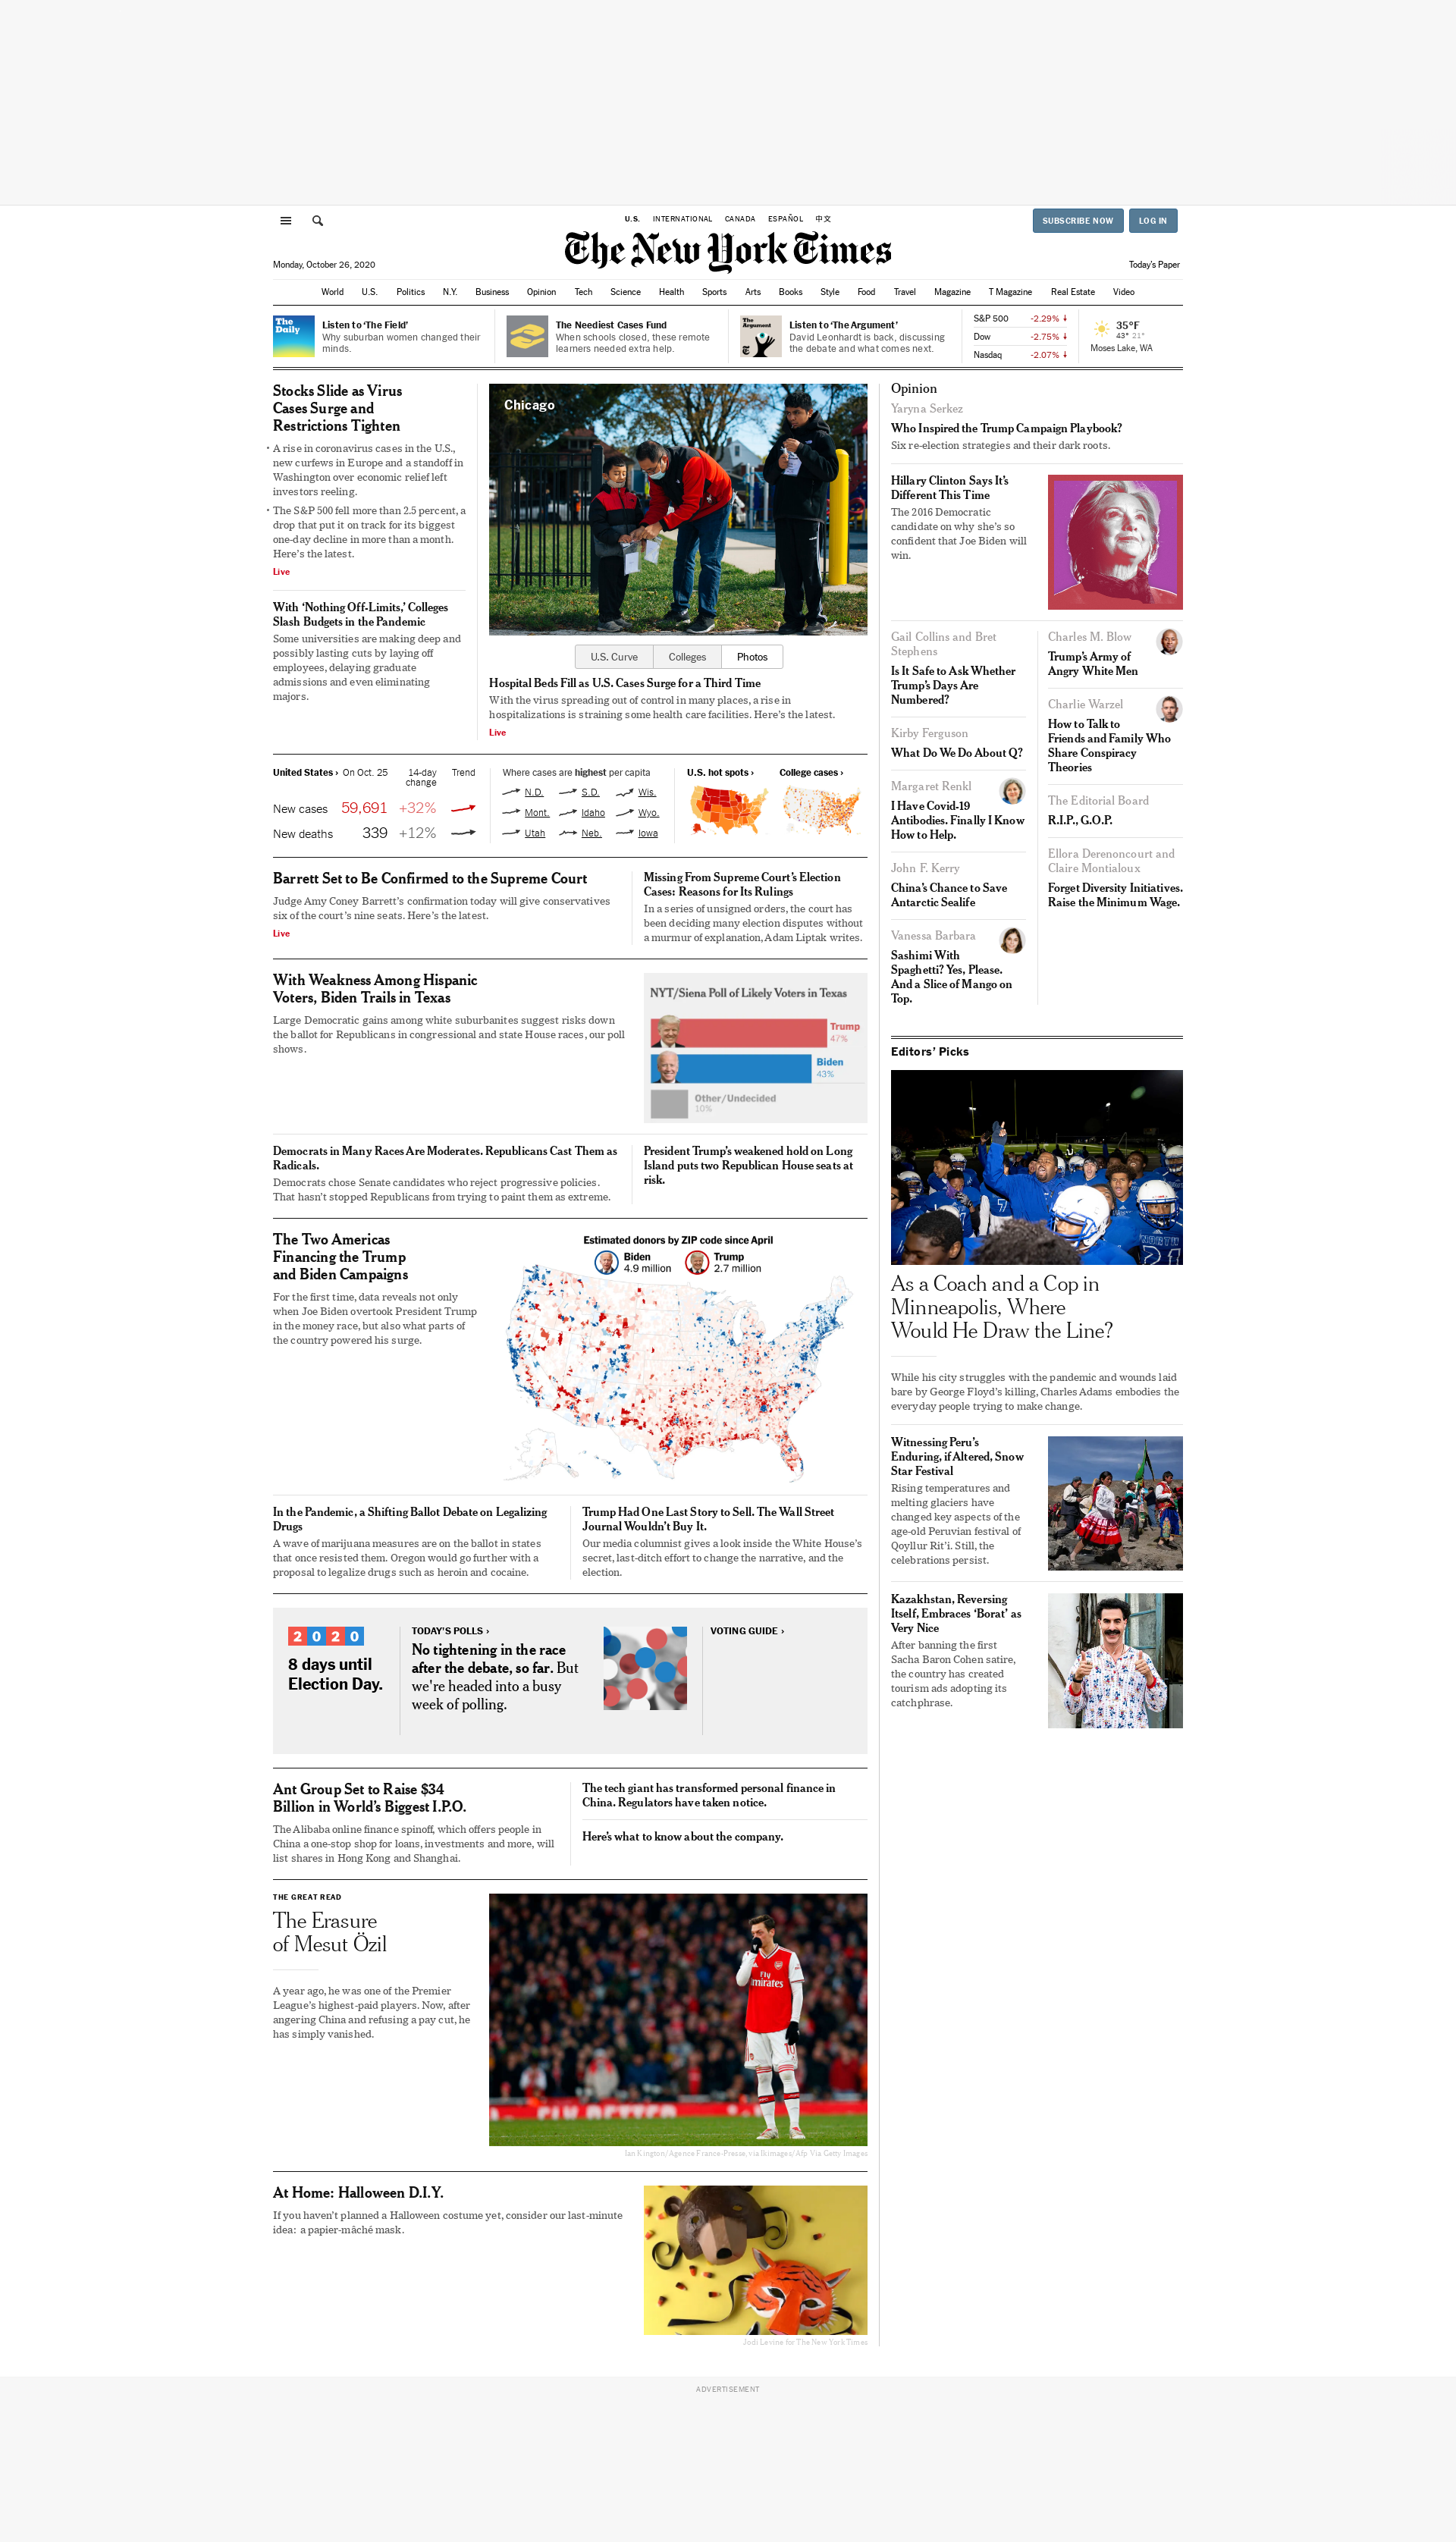 U.S. INTERNATIONAL CANADA ESPAÑOL 中文
SUBSCRIBE NOW
LOG IN
The New York Times
Monday, October 26, 2020
Today's Paper
World U.S. Politics N.Y. Business Opinion Tech Science Health Sports Arts Books Style Food Travel Magazine T Magazine Real Estate Video
The
Daily
Listen to ‘The Field’
Why suburban women changed their
minds.
The Neediest Cases Fund
When schools closed, these remote
learners needed extra help.
The
Argument
Listen to ‘The Argument’
David Leonhardt is back, discussing
the debate and what comes next.
S&P 500 -2.29%
Dow -2.75%
Nasdaq -2.07%
35°F
43° 21°
Moses Lake, WA
Stocks Slide as Virus
Cases Surge and
Restrictions Tighten
• A rise in coronavirus cases in the U.S.,
new curfews in Europe and a standoff in
Washington over economic relief left
investors reeling.
• The S&P 500 fell more than 2.5 percent, a
drop that put it on track for its biggest
one-day decline in more than a month.
Here’s the latest.
Live
With ‘Nothing Off-Limits,’ Colleges
Slash Budgets in the Pandemic
Some universities are making deep and
possibly lasting cuts by laying off
employees, delaying graduate
admissions and even eliminating
majors.
Chicago
U.S. Curve Colleges Photos
Hospital Beds Fill as U.S. Cases Surge for a Third Time
With the virus spreading out of control in many places, a rise in
hospitalizations is straining some health care facilities. Here’s the latest.
Live
United States › On Oct. 25 14-day
change Trend
New cases 59,691 +32%
New deaths 339 +12%
Where cases are highest per capita
N.D. S.D. Wis.
Mont. Idaho Wyo.
Utah Neb. Iowa
U.S. hot spots ›
College cases ›
Barrett Set to Be Confirmed to the Supreme Court
Judge Amy Coney Barrett’s confirmation today will give conservatives
six of the court’s nine seats. Here’s the latest.
Live
Missing From Supreme Court’s Election
Cases: Reasons for Its Rulings
In a series of unsigned orders, the court has
been deciding many election disputes without
a murmur of explanation, Adam Liptak writes.
With Weakness Among Hispanic
Voters, Biden Trails in Texas
Large Democratic gains among white suburbanites suggest risks down
the ballot for Republicans in congressional and state House races, our poll
shows.
NYT/Siena Poll of Likely Voters in Texas
Trump
47%
Biden
43%
Other/Undecided
10%
Democrats in Many Races Are Moderates. Republicans Cast Them as
Radicals.
Democrats chose Senate candidates who reject progressive policies.
That hasn’t stopped Republicans from trying to paint them as extreme.
President Trump’s weakened hold on Long
Island puts two Republican House seats at
risk.
The Two Americas
Financing the Trump
and Biden Campaigns
For the first time, data reveals not only
when Joe Biden overtook President Trump
in the money race, but also what parts of
the country powered his surge.
Estimated donors by ZIP code since April
Biden
4.9 million
Trump
2.7 million
In the Pandemic, a Shifting Ballot Debate on Legalizing
Drugs
A wave of marijuana measures are on the ballot in states
that once resisted them. Oregon would go further with a
proposal to legalize drugs such as heroin and cocaine.
Trump Had One Last Story to Sell. The Wall Street
Journal Wouldn’t Buy It.
Our media columnist gives a look inside the White House’s
secret, last-ditch effort to change the narrative, and the
election.
2020
8 days until
Election Day.
TODAY’S POLLS ›
No tightening in the race
after the debate, so far. But
we're headed into a busy
week of polling.
VOTING GUIDE ›
Ant Group Set to Raise $34
Billion in World’s Biggest I.P.O.
The Alibaba online finance spinoff, which offers people in
China a one-stop shop for loans, investments and more, will
list shares in Hong Kong and Shanghai.
The tech giant has transformed personal finance in
China. Regulators have taken notice.
Here’s what to know about the company.
THE GREAT READ
The Erasure
of Mesut Özil
A year ago, he was one of the Premier
League’s highest-paid players. Now, after
angering China and refusing a pay cut, he
has simply vanished.
Fly Emirates
10
FLY BETTER
Ian Kington/Agence France-Presse, via Ikimages/Afp Via Getty Images
At Home: Halloween D.I.Y.
If you haven’t planned a Halloween costume yet, consider our last-minute
idea: a papier-mâché mask.
Jodi Levine for The New York Times
Opinion
Yaryna Serkez
Who Inspired the Trump Campaign Playbook?
Six re-election strategies and their dark roots.
Hillary Clinton Says It’s
Different This Time
The 2016 Democratic
candidate on why she’s so
confident that Joe Biden will
win.
Gail Collins and Bret
Stephens
Is It Safe to Ask Whether
Trump’s Days Are
Numbered?
Kirby Ferguson
What Do We Do About Q?
Margaret Renkl
I Have Covid-19
Antibodies. Finally I Know
How to Help.
John F. Kerry
China’s Chance to Save
Antarctic Sealife
Vanessa Barbara
Sashimi With
Spaghetti? Yes, Please.
And a Slice of Mango on
Top.
Charles M. Blow
Trump’s Army of
Angry White Men
Charlie Warzel
How to Talk to
Friends and Family Who
Share Conspiracy
Theories
The Editorial Board
R.I.P., G.O.P.
Ellora Derenoncourt and
Claire Montialoux
Forget Diversity Initiatives.
Raise the Minimum Wage.
Editors’ Picks
NORTH
21
As a Coach and a Cop in
Minneapolis, Where
Would He Draw the Line?
While his city struggles with the pandemic and wounds laid
bare by George Floyd’s killing, Charles Adams embodies the
everyday people trying to make change.
Witnessing Peru’s
Enduring, if Altered, Snow
Star Festival
Rising temperatures and
melting glaciers have
changed key aspects of the
age-old Peruvian festival of
Qoyllur Rit’i. Still, the
celebrations persist.
Kazakhstan, Reversing
Itself, Embraces ‘Borat’ as
Very Nice
After banning the first
Sacha Baron Cohen satire,
the country has created
tourism ads adopting its
catchphrase.
ADVERTISEMENT